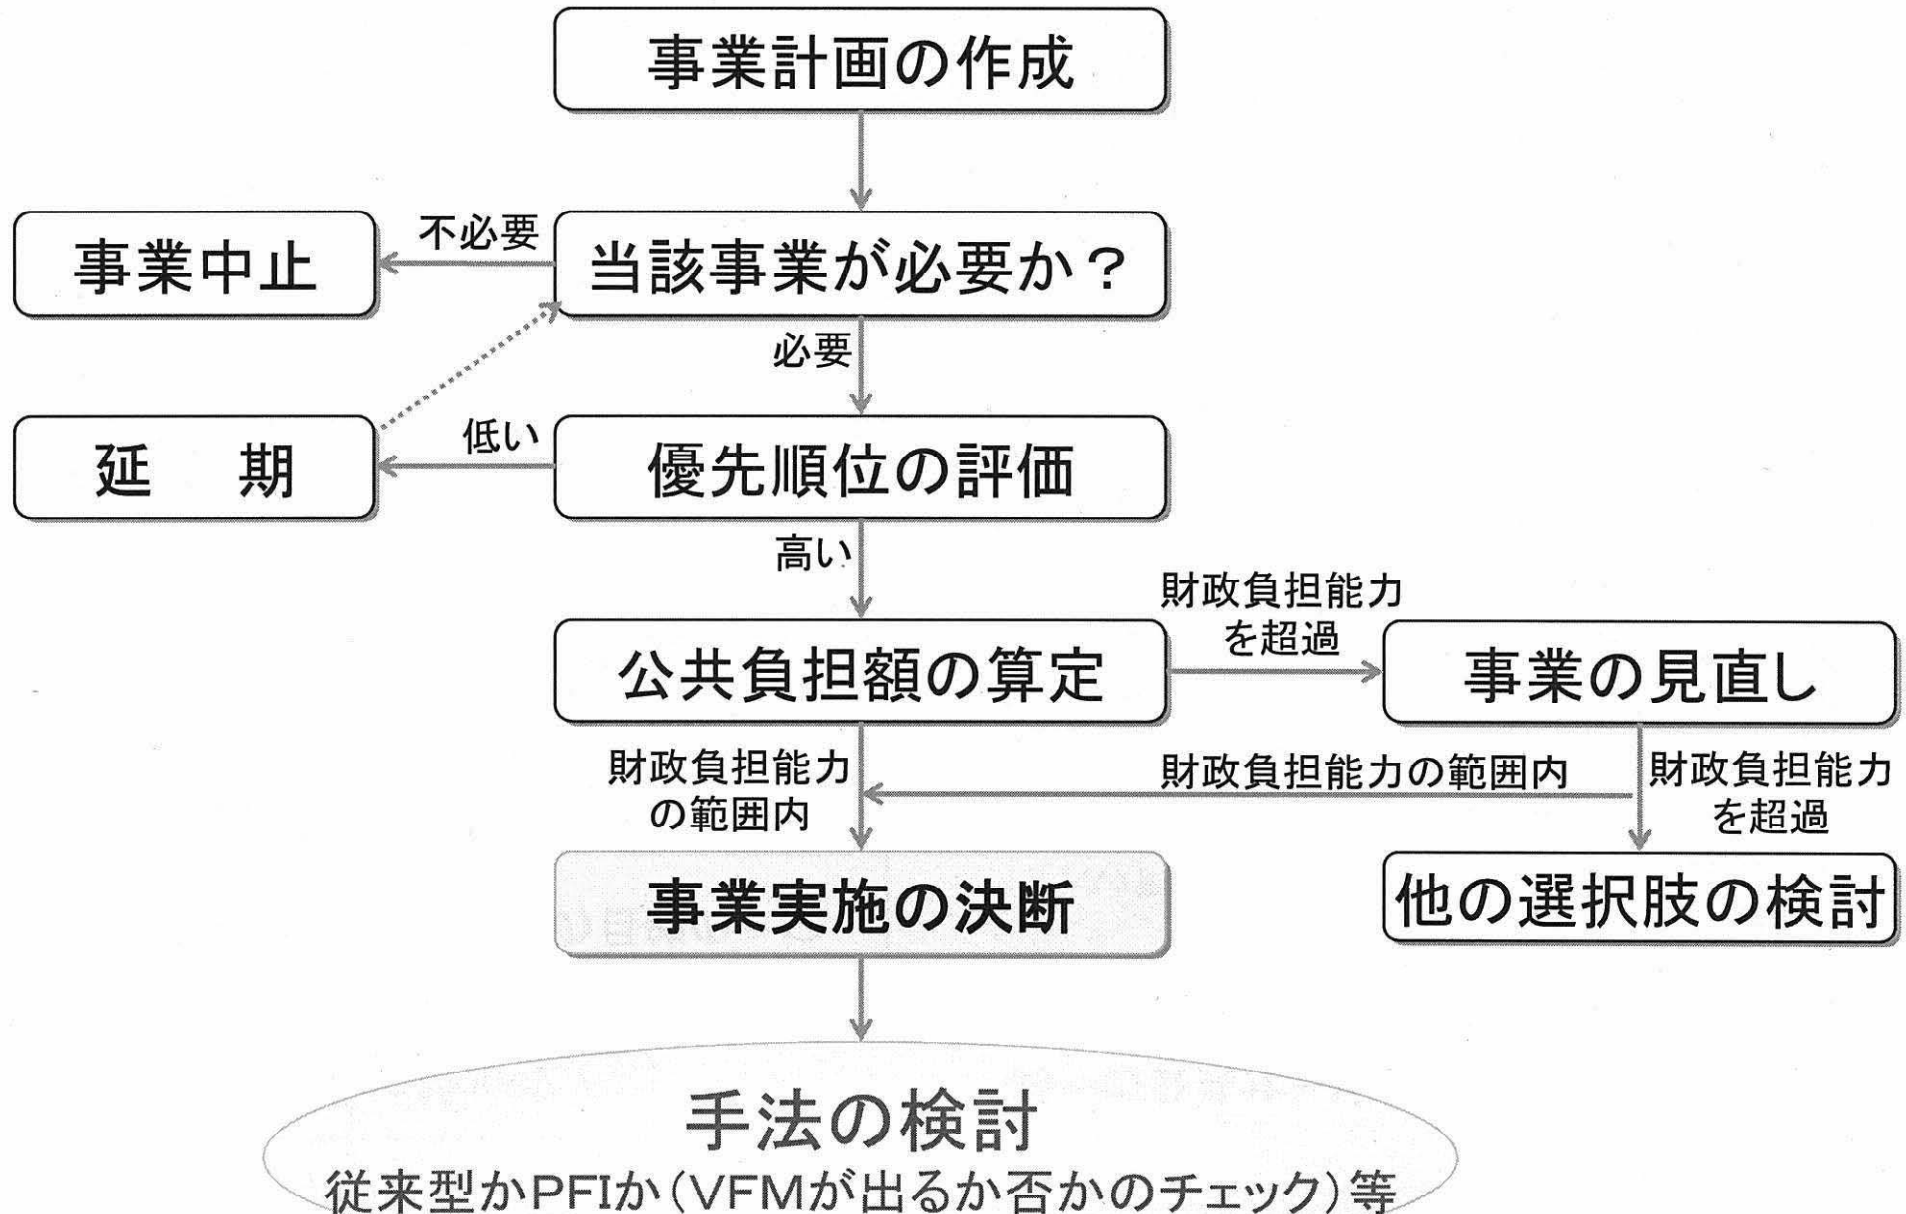 事業計画の作成
不必要
事業中止
当該事業が必要か?
必要
低い
延 期
優先順位の評価
高い
財政負担能力
を超過
公共負担額の算定
事業の見直し
財政負担能力
の範囲内
財政負担能力の範囲内
財政負担能力
を超過
事業実施の決断
他の選択肢の検討
手法の検討
従来型かPFIか(VFMが出るか否かのチェック)等